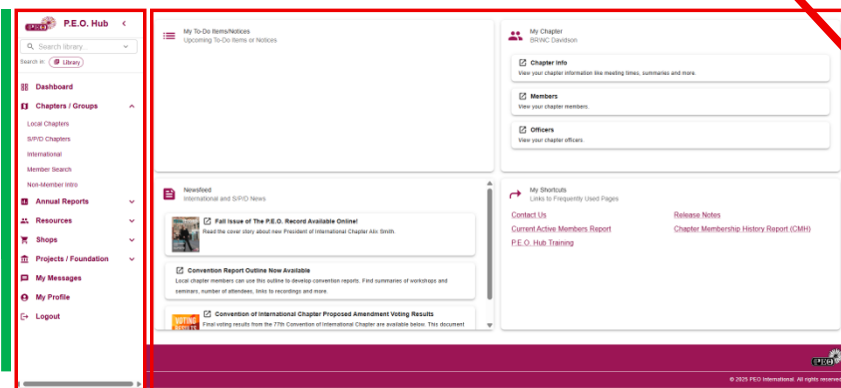 PEO P.E.O. Hub
Search library
Search in: Library
Dashboard
Chapters / Groups
Local Chapters
S/P/D Chapters
International
Member Search
Non-Member Intro
Annual Reports
Resources
Shops
Projects / Foundation
My Messages
My Profile
Logout
My To-Do Items/Notices
Upcoming To-Do Items or Notices
My Chapter
BR/NC Davidson
Chapter Info
View your chapter information like meeting times, summaries and more.
Members
View your chapter members.
Officers
View your chapter officers.
Newsfeed
International and S/P/D News
Fall Issue of The P.E.O. Record Available Online!
Read the cover story about new President of International Chapter Alix Smith.
Convention Report Outline Now Available
Local chapter members can use this outline to develop convention reports. Find summaries of workshops and
seminars, number of attendees, links to recordings and more.
VOTING
RESULTS
Convention of International Chapter Proposed Amendment Voting Results
Final voting results from the 77th Convention of International Chapter are available below. This document
My Shortcuts
Links to Frequently Used Pages
Contact Us
Release Notes
Current Active Members Report
Chapter Membership History Report (CMH)
P.E.O. Hub Training
PEO
© 2025 PEO International. All rights reserve